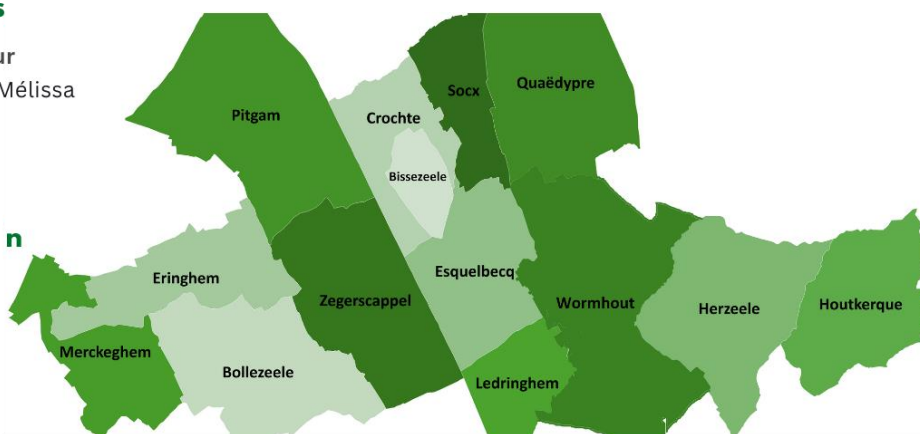 s
ur
Mélissa
n
Pitgam
Crochte
Socx
Quaëdypre
Bissezeele
Eringhem
Zegerscappel
Esquelbecq
Wormhout
Herzeele
Houtkerque
Merckeghem
Bollezeele
Ledringhem